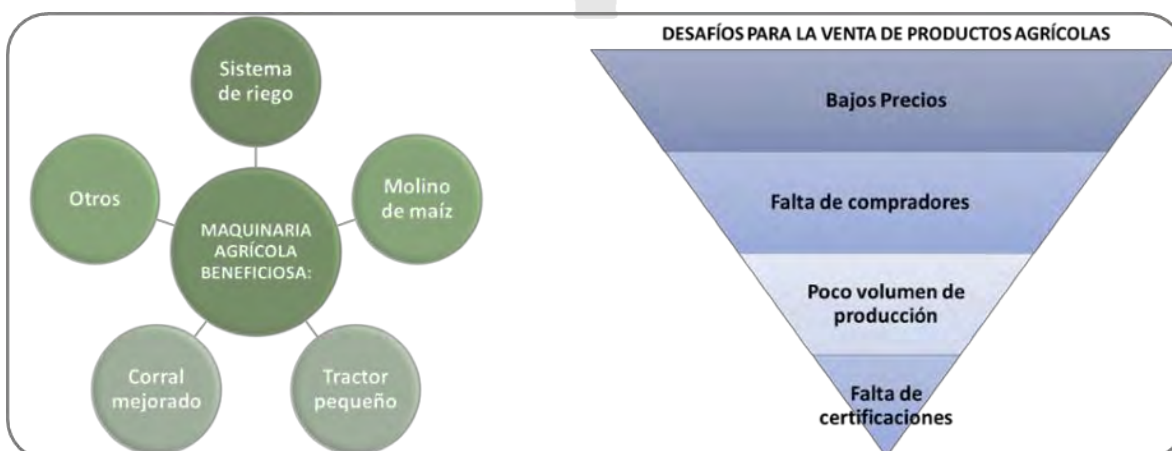 Sistema
de riego
Molino
de maíz
Otros
MAQUINARIA
AGRÍCOLA
BENEFICIOSA:
Corral
mejorado
Tractor
pequeño
DESAFÍOS PARA LA VENTA DE PRODUCTOS AGRÍCOLAS
Bajos Precios
Falta de compradores
Poco volumen de
producción
Falta de
certificaciones